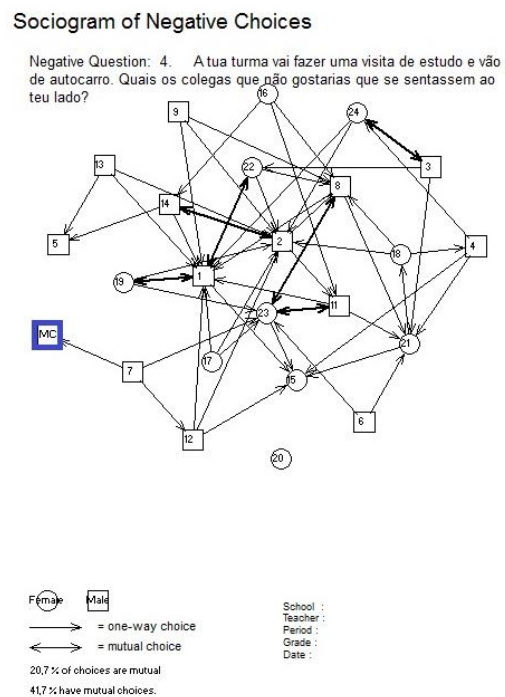 Sociogram of Negative Choices
Negative Question: 4. A tua turma vai fazer uma visita de estudo e vão
de autocarro. Quais os colegas que não gostarias que se sentassem ao
teu lado?
16
9
24
13
22
3
8
14
5
2
4
18
19
1
11
23
MC
21
17
7
15
6
12
20
Female Male
= one-way choice
= mutual choice
20,7 % of choices are mutual
41,7 % have mutual choices.
School :
Teacher :
Period :
Grade :
Date :